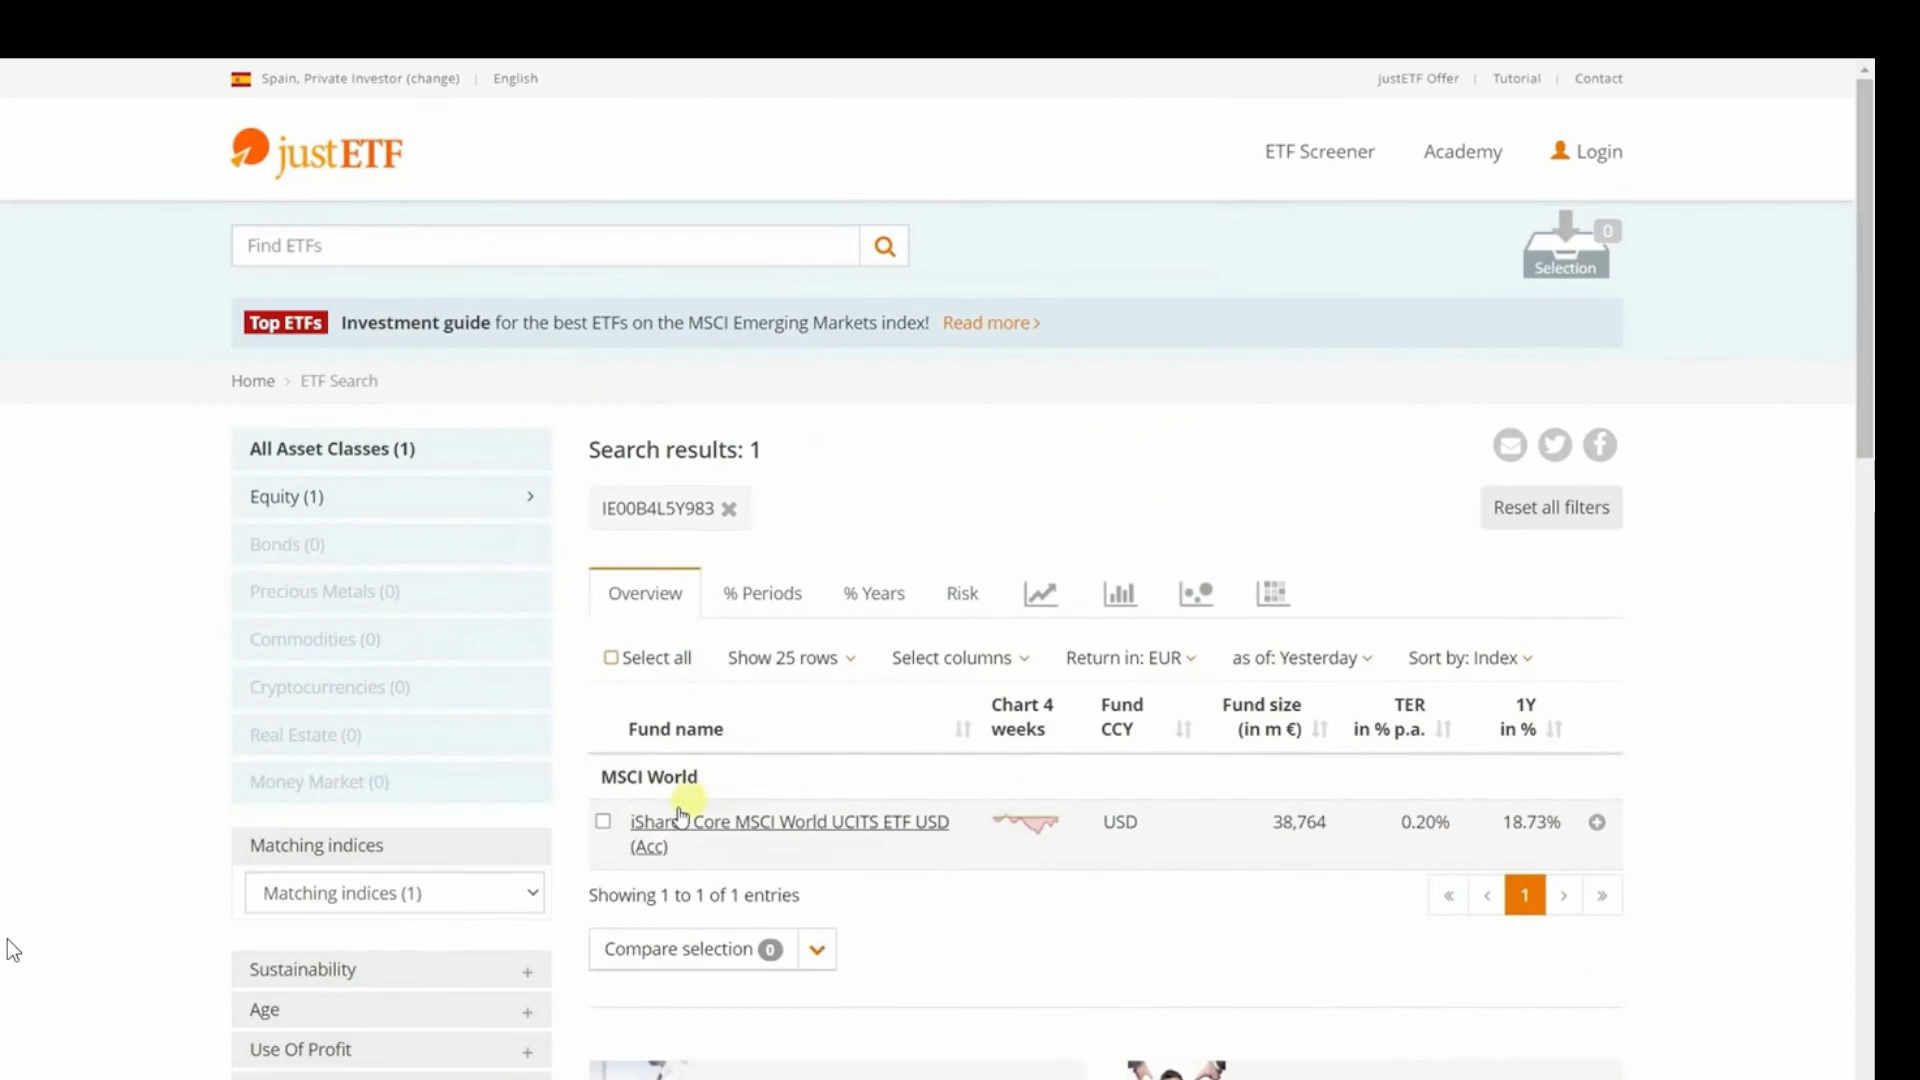 Spain, Private Investor (change) | English
justETF Offer | Tutorial | Contact
justETF
ETF Screener
Academy
Login
Find ETFs
0
Selection
Top ETFs Investment guide for the best ETFs on the MSCI Emerging Markets index! Read more
Home > ETF Search
All Asset Classes (1)
Equity (1)
Bonds (0)
Precious Metals (0)
Commodities (0)
Cryptocurrencies (0)
Real Estate (0)
Money Market (0)
Matching indices
Matching indices (1)
Sustainability +
Age +
Use Of Profit +
Search results: 1
IE00B4L5Y983
Reset all filters
Overview % Periods % Years Risk
Select all Show 25 rows Select columns Return in: EUR as of: Yesterday Sort by: Index
Fund name
Chart 4
weeks
Fund
CCY
Fund size
(in m €)
TER
in % p.a.
1Y
in %
MSCI World
iShares Core MSCI World UCITS ETF USD
(Acc)
USD 38,764 0.20% 18.73%
Showing 1 to 1 of 1 entries
« ‹ 1 › »
Compare selection 0